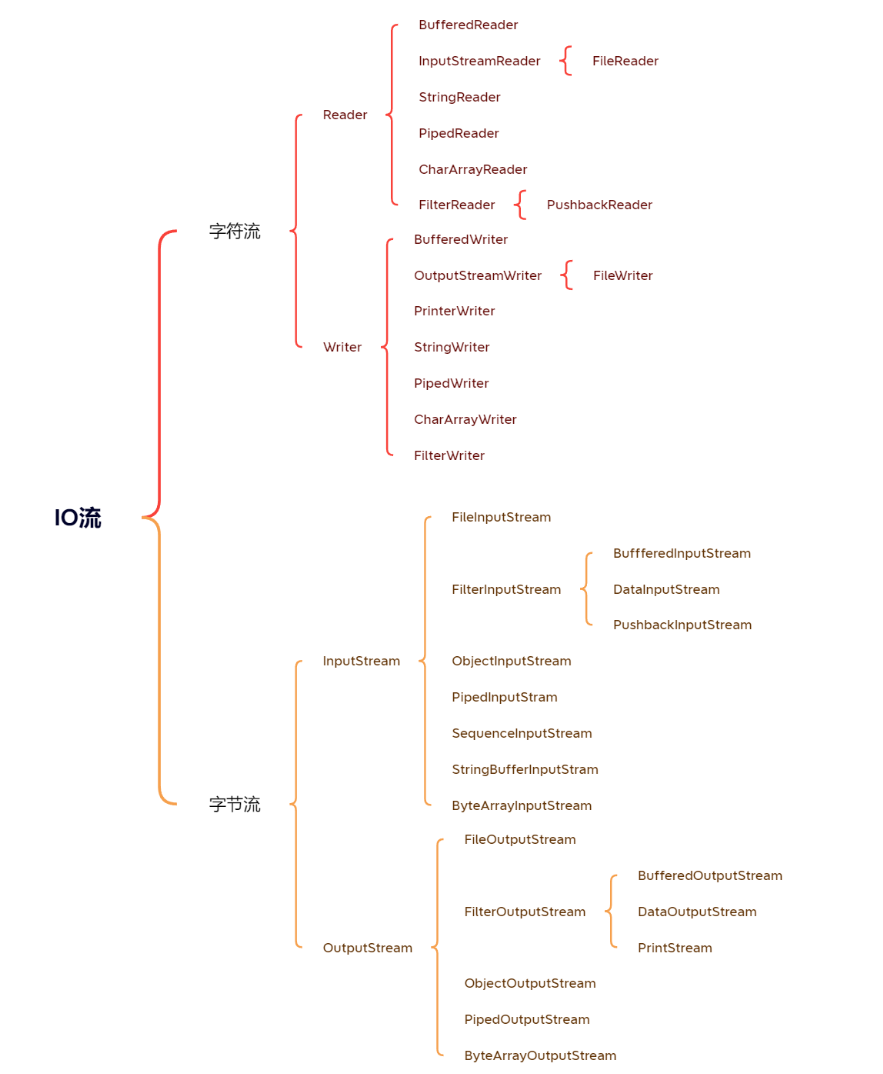 IO流
字符流
Reader
BufferedReader
InputStreamReader
FileReader
StringReader
PipedReader
CharArrayReader
FilterReader
PushbackReader
Writer
BufferedWriter
OutputStreamWriter
FileWriter
PrinterWriter
StringWriter
PipedWriter
CharArrayWriter
FilterWriter
字节流
InputStream
FileInputStream
FilterInputStream
BuffferedInputStream
DataInputStream
PushbackInputStream
ObjectInputStream
PipedInputStram
SequenceInputStream
StringBufferInputStram
ByteArrayInputStream
OutputStream
FileOutputStream
FilterOutputStream
BufferedOutputStream
DataOutputStream
PrintStream
ObjectOutputStream
PipedOutputStream
ByteArrayOutputStream